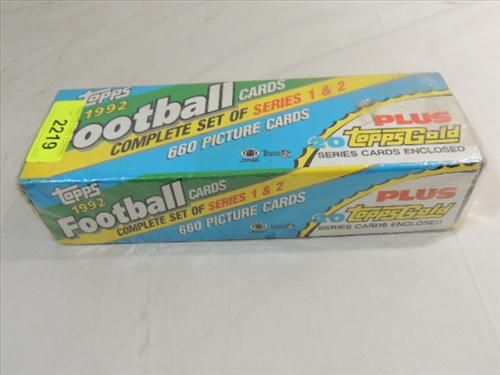 2219
Topps
1992
Football CARDS
COMPLETE SET OF SERIES 1 & 2
660 PICTURE CARDS
PLUS
20 Topps Gold
SERIES CARDS ENCLOSED
Topps
1992
Football CARDS
COMPLETE SET OF SERIES 1 & 2
660 PICTURE CARDS
PLUS
20 Topps Gold
SERIES CARDS ENCLOSED